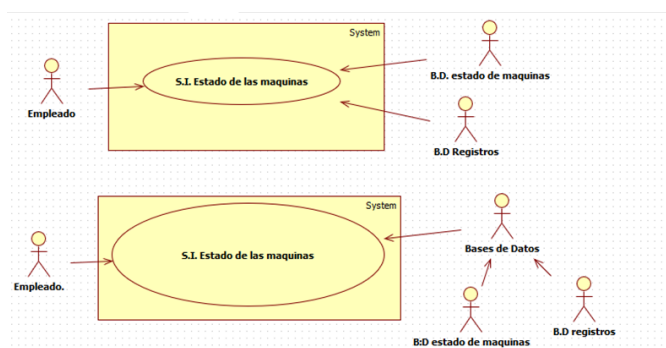 System
S.I. Estado de las maquinas
B.D. estado de maquinas
Empleado
B.D Registros
System
S.I. Estado de las maquinas
Bases de Datos
Empleado.
B:D estado de maquinas
B.D registros